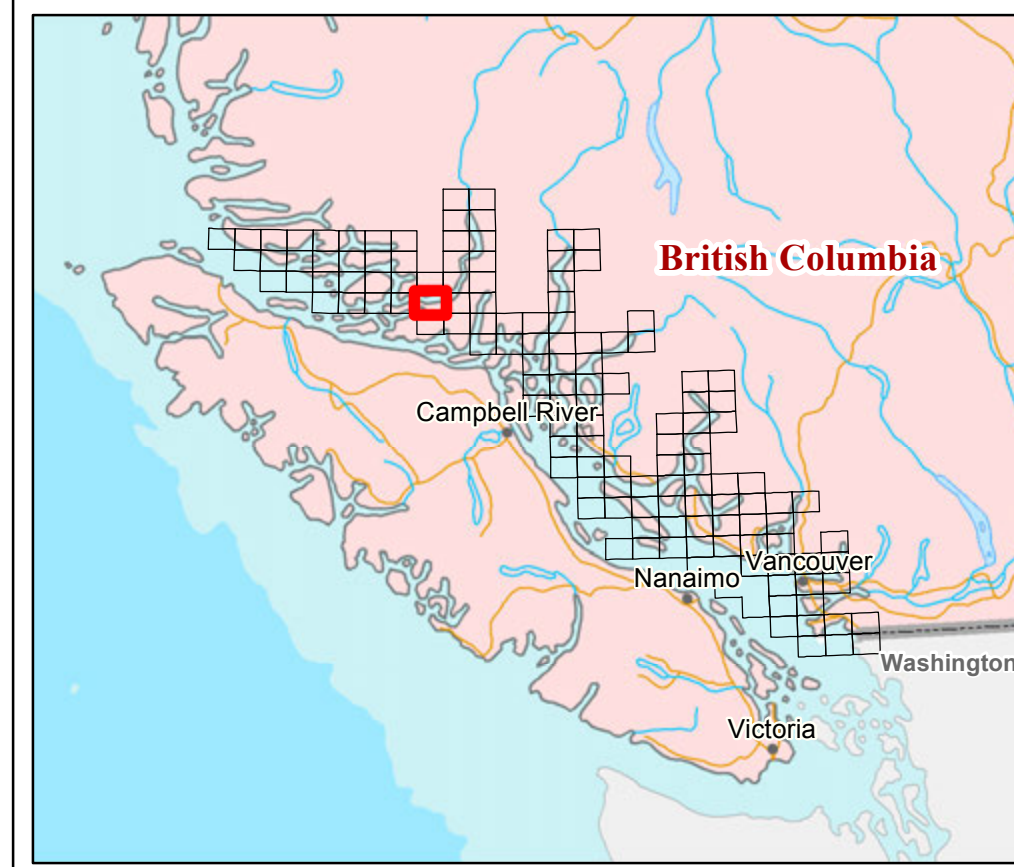 British Columbia
Campbell River
Vancouver
Nanaimo
Washington
Victoria